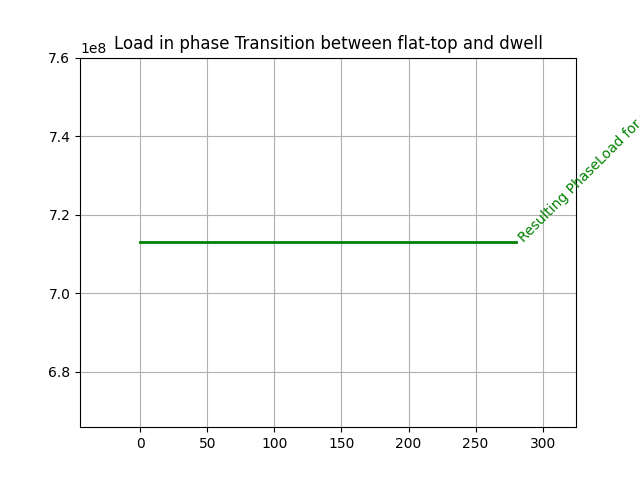 Load in phase Transition between flat-top and dwell
1e8
7.6
7.4
7.2
7.0
6.8
0 50 100 150 200 250 300
Resulting PhaseLoad for